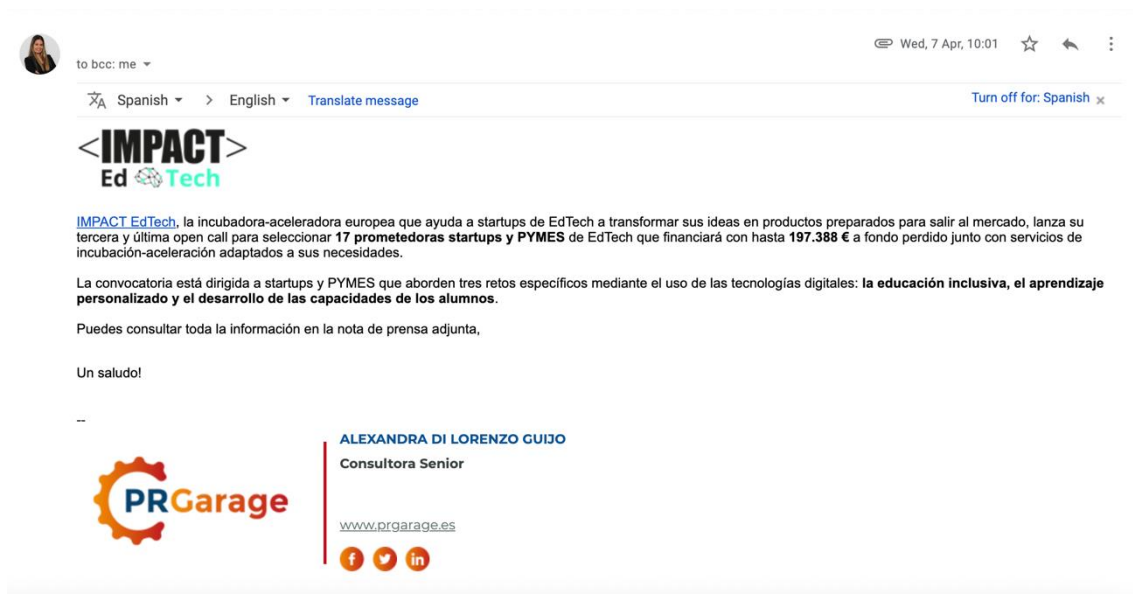 Wed, 7 Apr, 10:01
to bcc: me
Spanish > English Translate message Turn off for: Spanish x
<IMPACT>
Ed Tech
IMPACT EdTech, la incubadora-aceleradora europea que ayuda a startups de EdTech a transformar sus ideas en productos preparados para salir al mercado, lanza su
tercera y última open call para seleccionar 17 prometedoras startups y PYMES de EdTech que financiará con hasta 197.388 € a fondo perdido junto con servicios de
incubación-aceleración adaptados a sus necesidades.
La convocatoria está dirigida a startups y PYMES que aborden tres retos específicos mediante el uso de las tecnologías digitales: la educación inclusiva, el aprendizaje
personalizado y el desarrollo de las capacidades de los alumnos.
Puedes consultar toda la información en la nota de prensa adjunta,
Un saludo!
--
PRGarage
ALEXANDRA DI LORENZO GUIJO
Consultora Senior
www.prgarage.es